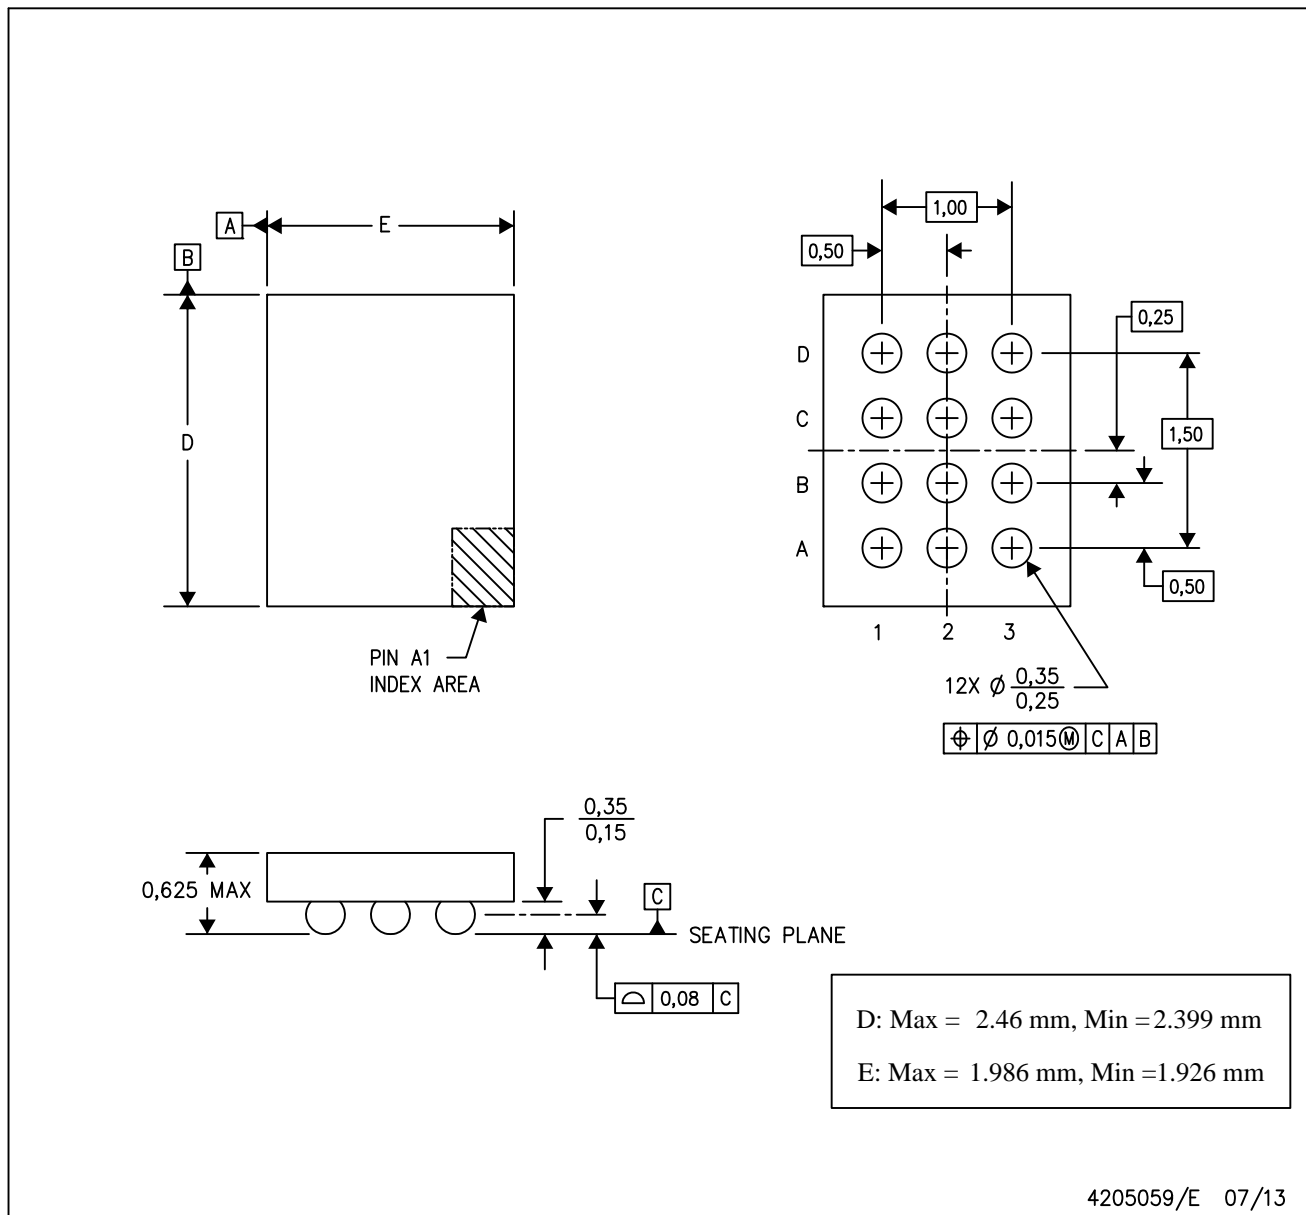 A
E
B
D
PIN A1
INDEX AREA
1,00
0,50
0,25
D
C
1,50
B
A
0,50
1 2 3
12X Ø 0,35
0,25
⌖ Ø 0,015Ⓜ C A B
0,35
0,15
0,625 MAX
C
SEATING PLANE
⌓ 0,08 C
D: Max = 2.46 mm, Min =2.399 mm
E: Max = 1.986 mm, Min =1.926 mm
4205059/E 07/13